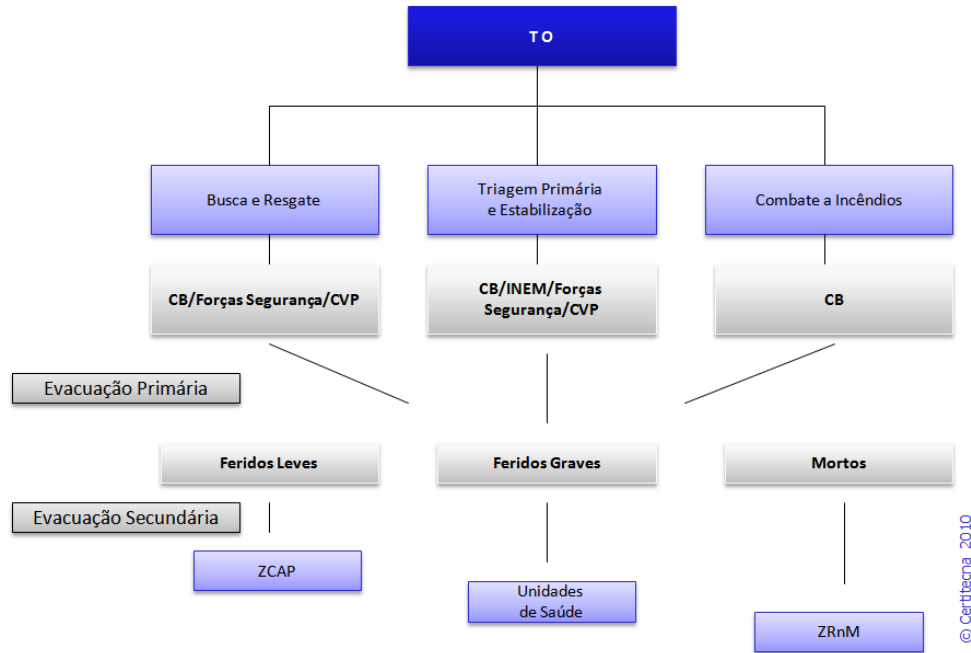 T O
Busca e Resgate
Triagem Primária
e Estabilização
Combate a Incêndios
CB/Forças Segurança/CVP
CB/INEM/Forças
Segurança/CVP
CB
Evacuação Primária
Feridos Leves
Feridos Graves
Mortos
Evacuação Secundária
ZCAP
Unidades
de Saúde
ZRnM
© Certitecna 2010